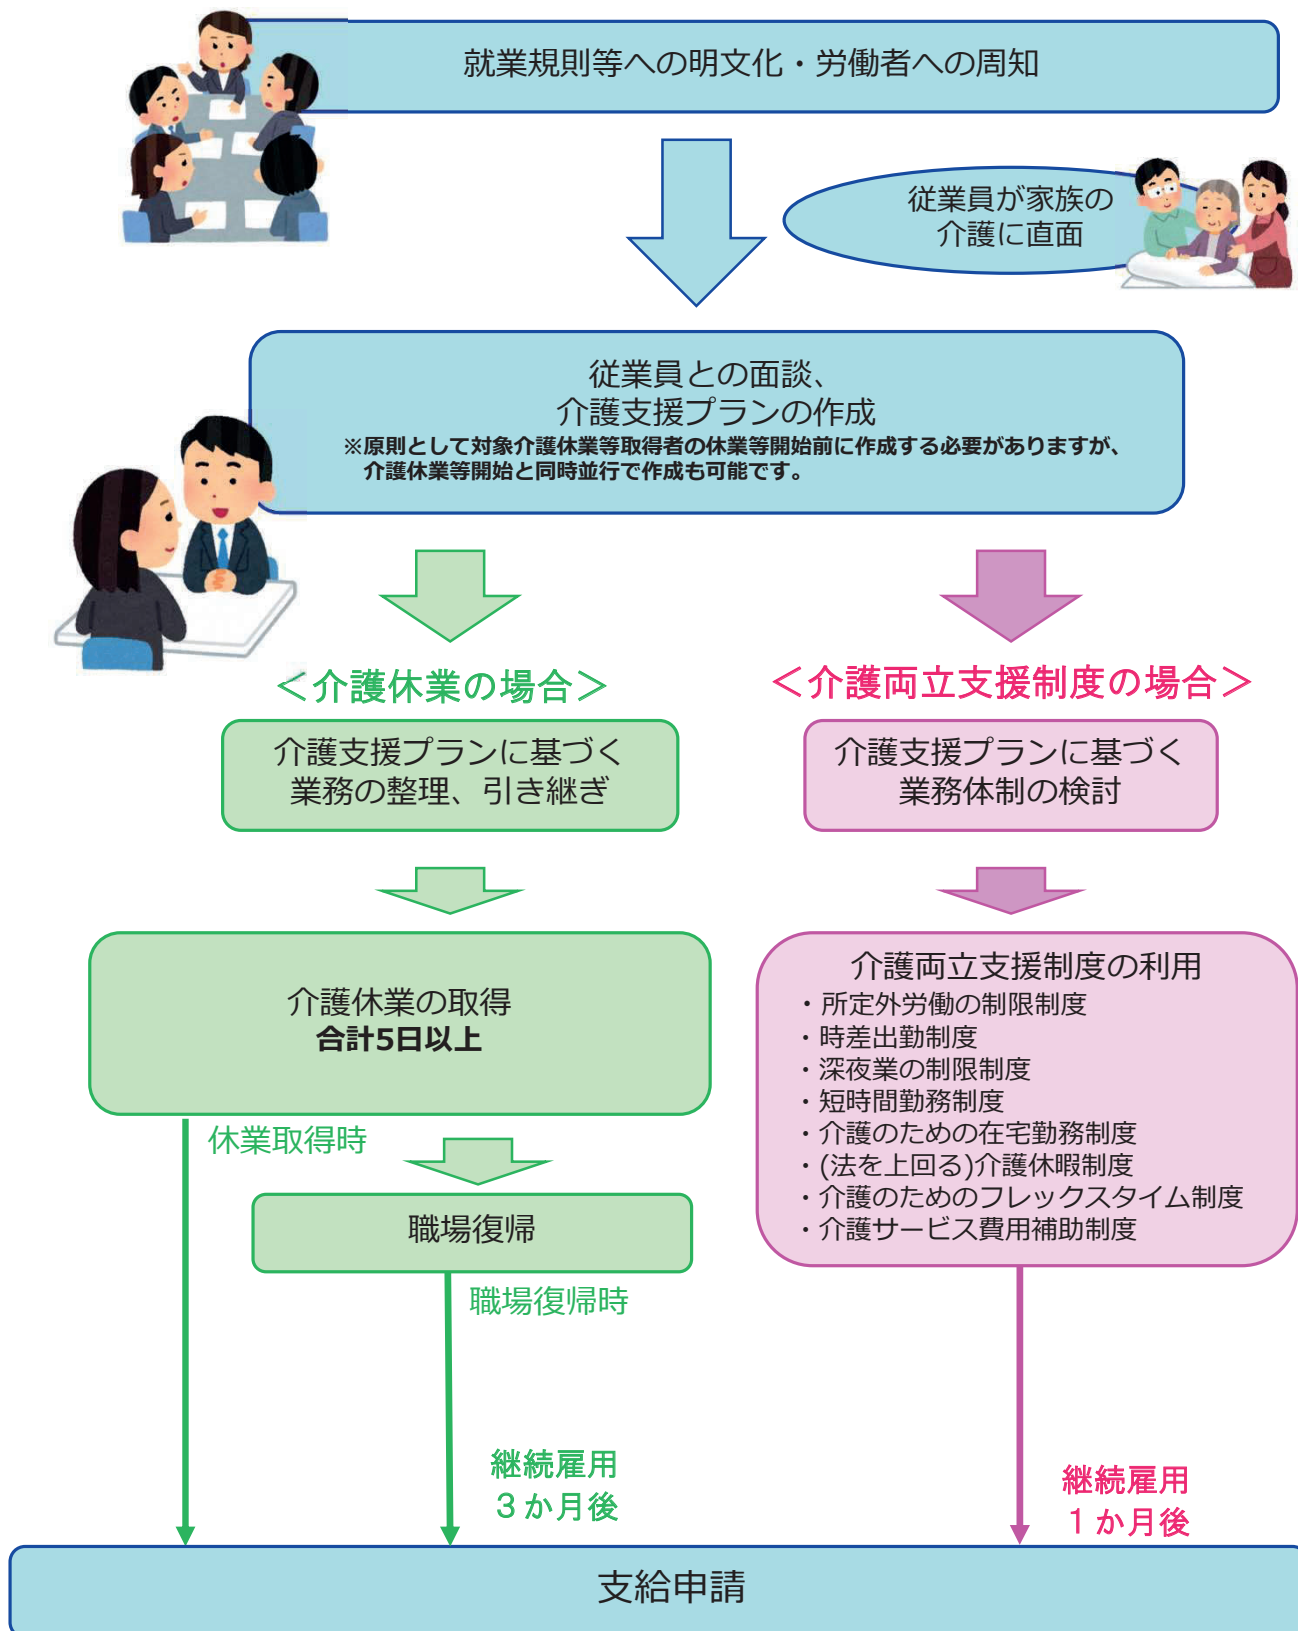 就業規則等への明文化・労働者への周知
従業員が家族の
介護に直面
従業員との面談、
介護支援プランの作成
※原則として対象介護休業等取得者の休業等開始前に作成する必要がありますが、
介護休業等開始と同時並行で作成も可能です。
＜介護休業の場合＞
介護支援プランに基づく
業務の整理、引き継ぎ
介護休業の取得
合計5日以上
休業取得時
職場復帰
職場復帰時
継続雇用
３か月後
＜介護両立支援制度の場合＞
介護支援プランに基づく
業務体制の検討
介護両立支援制度の利用
・所定外労働の制限制度
・時差出勤制度
・深夜業の制限制度
・短時間勤務制度
・介護のための在宅勤務制度
・(法を上回る)介護休暇制度
・介護のためのフレックスタイム制度
・介護サービス費用補助制度
継続雇用
１か月後
支給申請